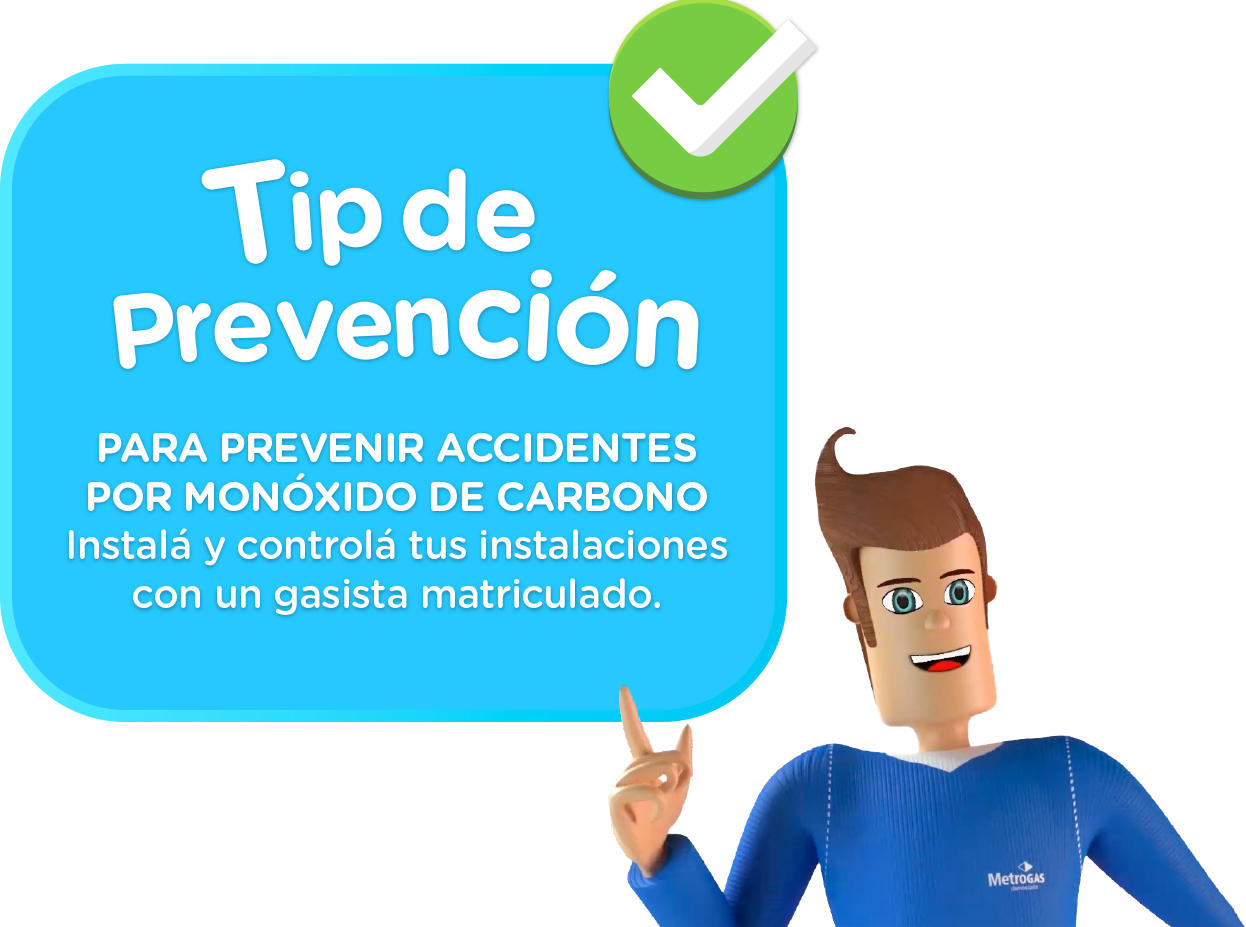 Tip de
Prevención
PARA PREVENIR ACCIDENTES
POR MONÓXIDO DE CARBONO
Instalá y controlá tus instalaciones
con un gasista matriculado.
MetroGAS